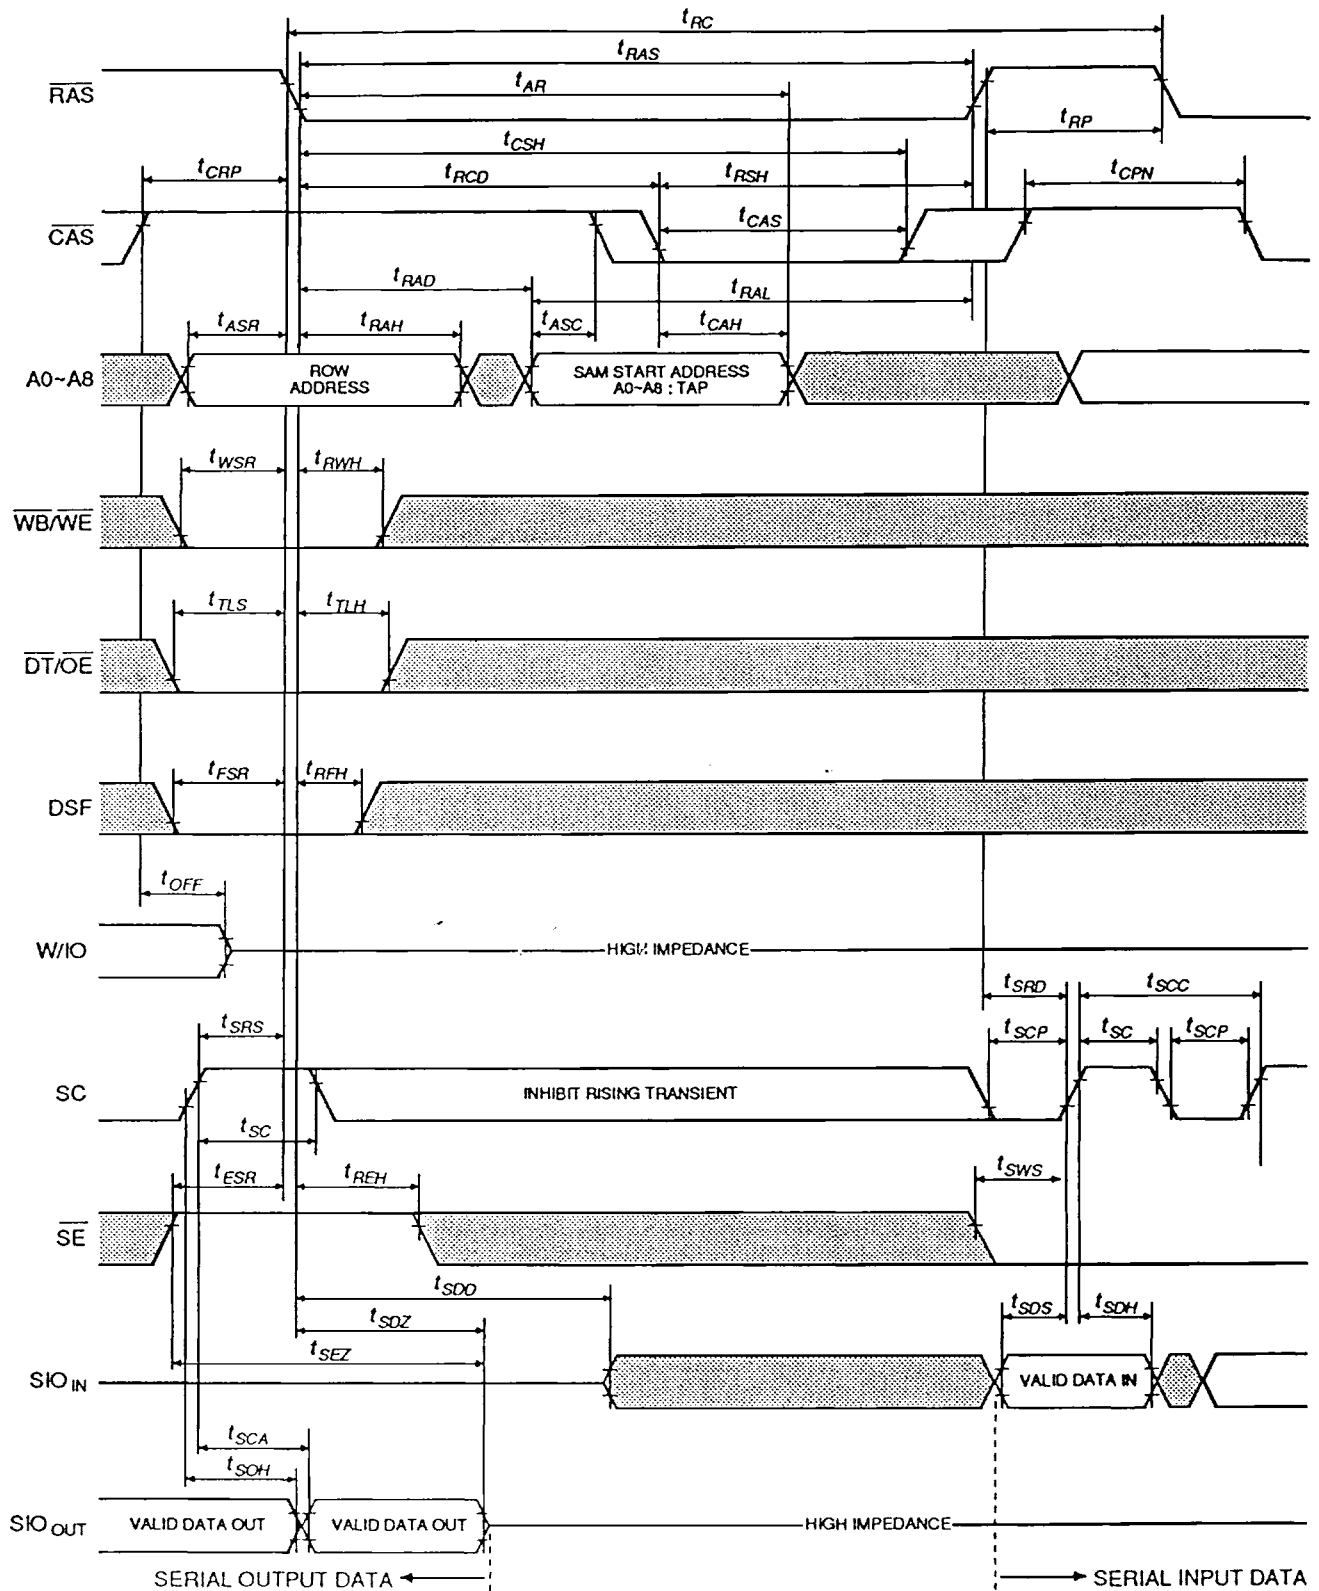 tRC
tRAS
RAS
tAR
tRP
tCSH
tCRP
tRCD
tRSH
tCPN
CAS
tCAS
tRAD
tRAL
tASR
tRAH
tASC
tCAH
A0~A8
ROW
ADDRESS
SAM START ADDRESS
A0~A8 : TAP
tWSR
tRWH
WB/WE
tTLS
tTLH
DT/OE
tFSR
tRFH
DSF
tOFF
W/IO
HIGH IMPEDANCE
tSRD
tSCC
tSRS
tSCP
tSC
tSCP
SC
INHIBIT RISING TRANSIENT
tSC
tESR
tREH
tSWS
SE
tSDD
tSDZ
tSDS
tSDH
tSEZ
SIO IN
VALID DATA IN
tSCA
tSOH
SIO OUT
VALID DATA OUT
VALID DATA OUT
HIGH IMPEDANCE
SERIAL OUTPUT DATA
SERIAL INPUT DATA